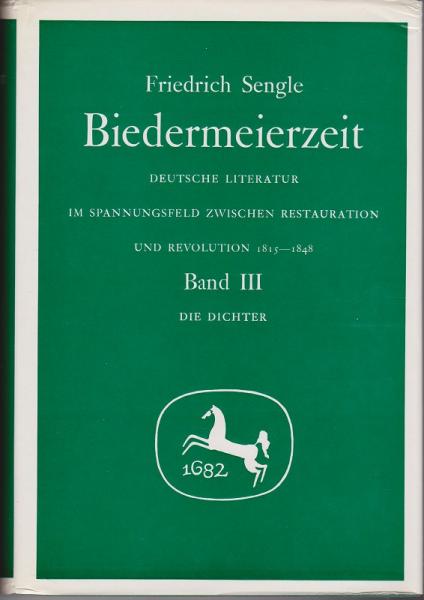 Friedrich Sengle
Biedermeierzeit
DEUTSCHE LITERATUR
IM SPANNUNGSFELD ZWISCHEN RESTAURATION
UND REVOLUTION 1815—1848
Band III
DIE DICHTER
1682